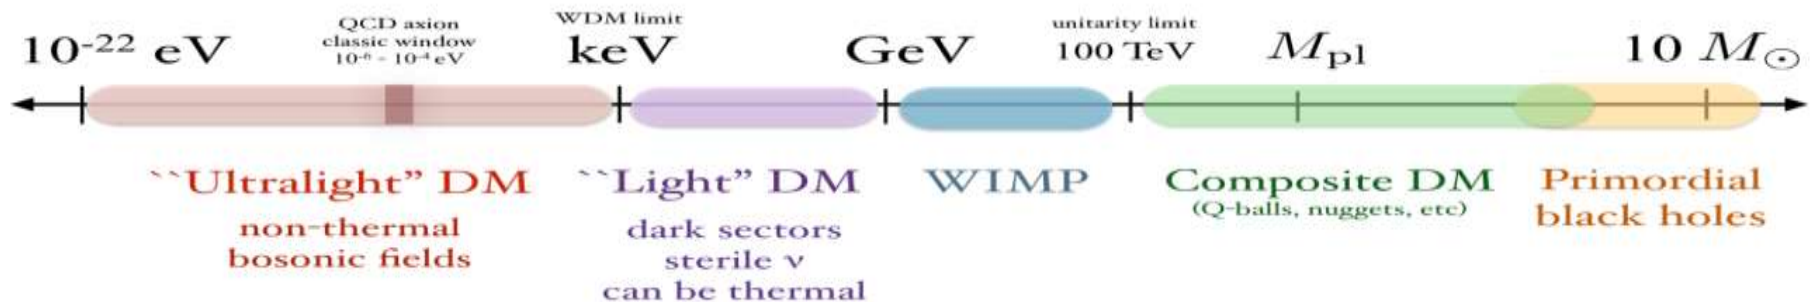 10⁻²² eV
QCD axion
classic window
10⁻⁶ - 10⁻⁴ eV
WDM limit
keV
GeV
unitarity limit
100 TeV
Mpl
10 M☉
``Ultralight” DM
non-thermal
bosonic fields
``Light” DM
dark sectors
sterile ν
can be thermal
WIMP
Composite DM
(Q-balls, nuggets, etc)
Primordial
black holes